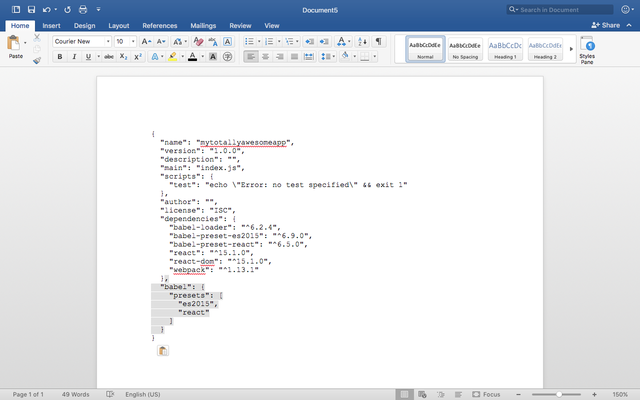 Document5
Search in Document
Home Insert Design Layout References Mailings Review View
Share
Paste
Courier New 10
AaBbCcDdEe AaBbCcDdEe AaBbCcDc AaBbCcDdEe
Normal No Spacing Heading 1 Heading 2
Styles
Pane
{
"name": "mytotallyawesomeapp",
"version": "1.0.0",
"description": "",
"main": "index.js",
"scripts": {
"test": "echo \"Error: no test specified\" && exit 1"
},
"author": "",
"license": "ISC",
"dependencies": {
"babel-loader": "^6.2.4",
"babel-preset-es2015": "^6.9.0",
"babel-preset-react": "^6.5.0",
"react": "^15.1.0",
"react-dom": "^15.1.0",
"webpack": "^1.13.1"
},
"babel": {
"presets": [
"es2015",
"react"
]
}
}
Page 1 of 1 49 Words English (US) Focus 150%